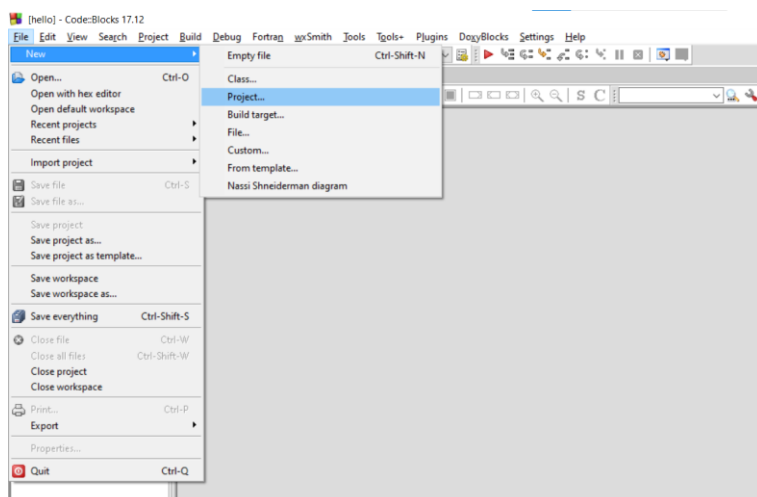 [hello] - Code::Blocks 17.12
File Edit View Search Project Build Debug Fortran wxSmith Tools Tools+ Plugins DoxyBlocks Settings Help
New
Open... Ctrl-O
Open with hex editor
Open default workspace
Recent projects
Recent files
Import project
Save file Ctrl-S
Save file as...
Save project
Save project as...
Save project as template...
Save workspace
Save workspace as...
Save everything Ctrl-Shift-S
Close file Ctrl-W
Close all files Ctrl-Shift-W
Close project
Close workspace
Print... Ctrl-P
Export
Properties...
Quit Ctrl-Q
Empty file Ctrl-Shift-N
Class...
Project...
Build target...
File...
Custom...
From template...
Nassi Shneiderman diagram
S C